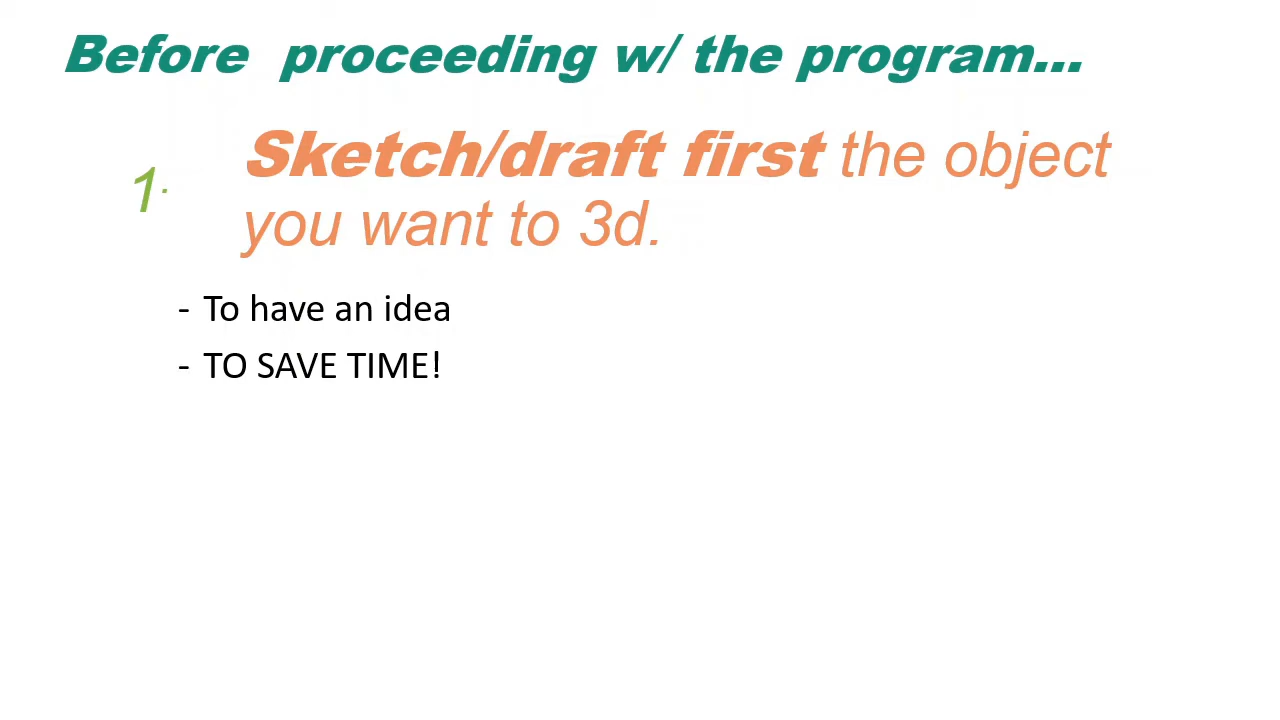 Before proceeding w/ the program...
1. Sketch/draft first the object
you want to 3d.
- To have an idea
- TO SAVE TIME!